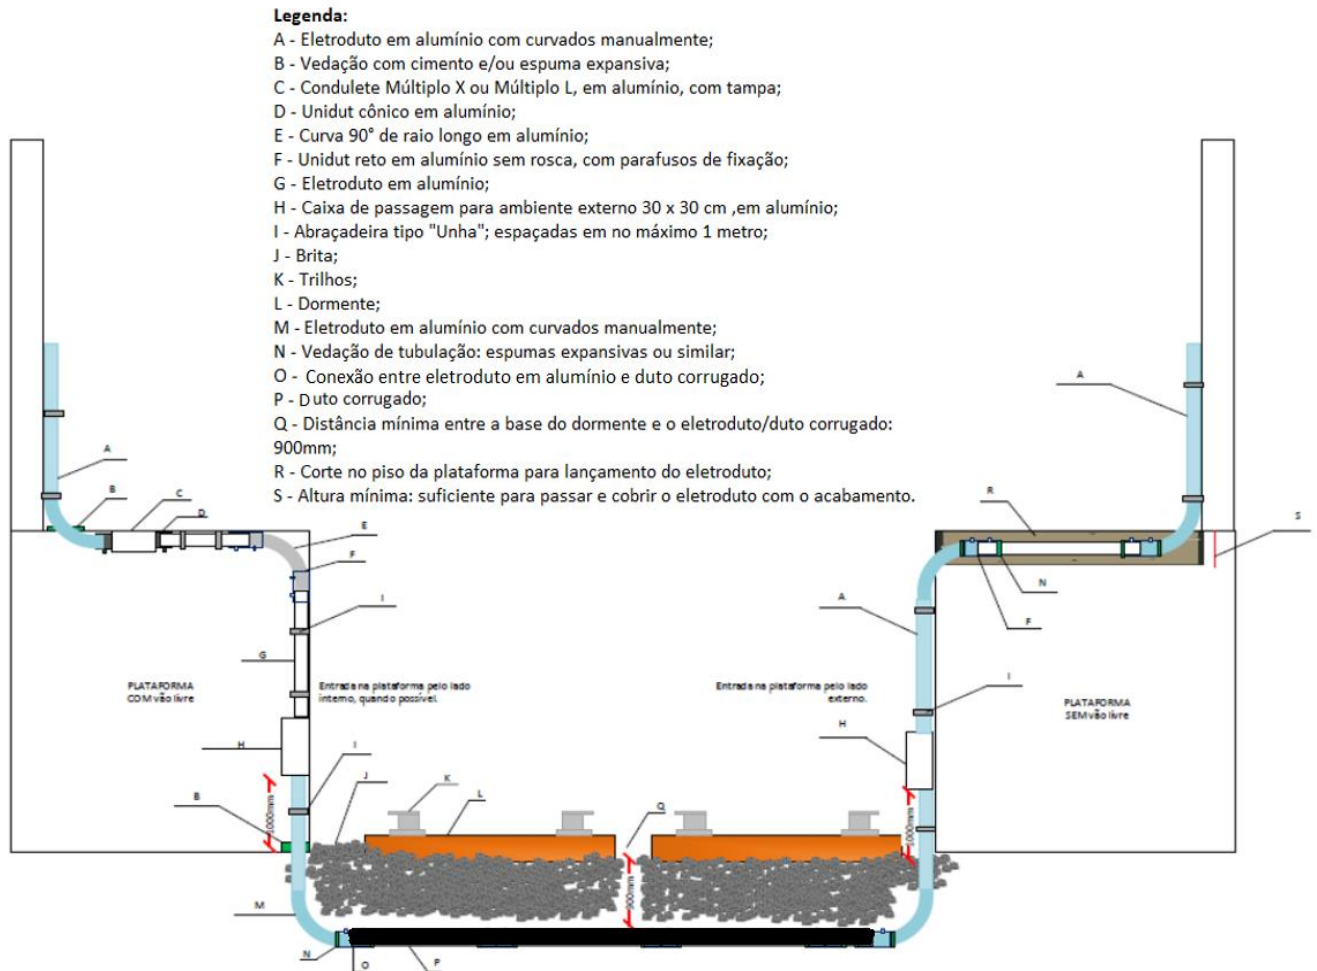 Legenda:
A - Eletroduto em alumínio com curvados manualmente;
B - Vedação com cimento e/ou espuma expansiva;
C - Condulete Múltiplo X ou Múltiplo L, em alumínio, com tampa;
D - Unidut cônico em alumínio;
E - Curva 90° de raio longo em alumínio;
F - Unidut reto em alumínio sem rosca, com parafusos de fixação;
G - Eletroduto em alumínio;
H - Caixa de passagem para ambiente externo 30 x 30 cm ,em alumínio;
I - Abraçadeira tipo "Unha"; espaçadas em no máximo 1 metro;
J - Brita;
K - Trilhos;
L - Dormente;
M - Eletroduto em alumínio com curvados manualmente;
N - Vedação de tubulação: espumas expansivas ou similar;
O - Conexão entre eletroduto em alumínio e duto corrugado;
P - Duto corrugado;
Q - Distância mínima entre a base do dormente e o eletroduto/duto corrugado:
900mm;
R - Corte no piso da plataforma para lançamento do eletroduto;
S - Altura mínima: suficiente para passar e cobrir o eletroduto com o acabamento.
A
B
C
D
E
F
I
G
PLATAFORMA
COM vão livre
Entrada na plataforma pelo lado
interno, quando possível.
H
I
J
B
1000mm
K
L
Q
900mm
M
N
O
P
A
R
S
N
F
A
I
Entrada na plataforma pelo lado
externo.
H
PLATAFORMA
SEM vão livre
1000mm